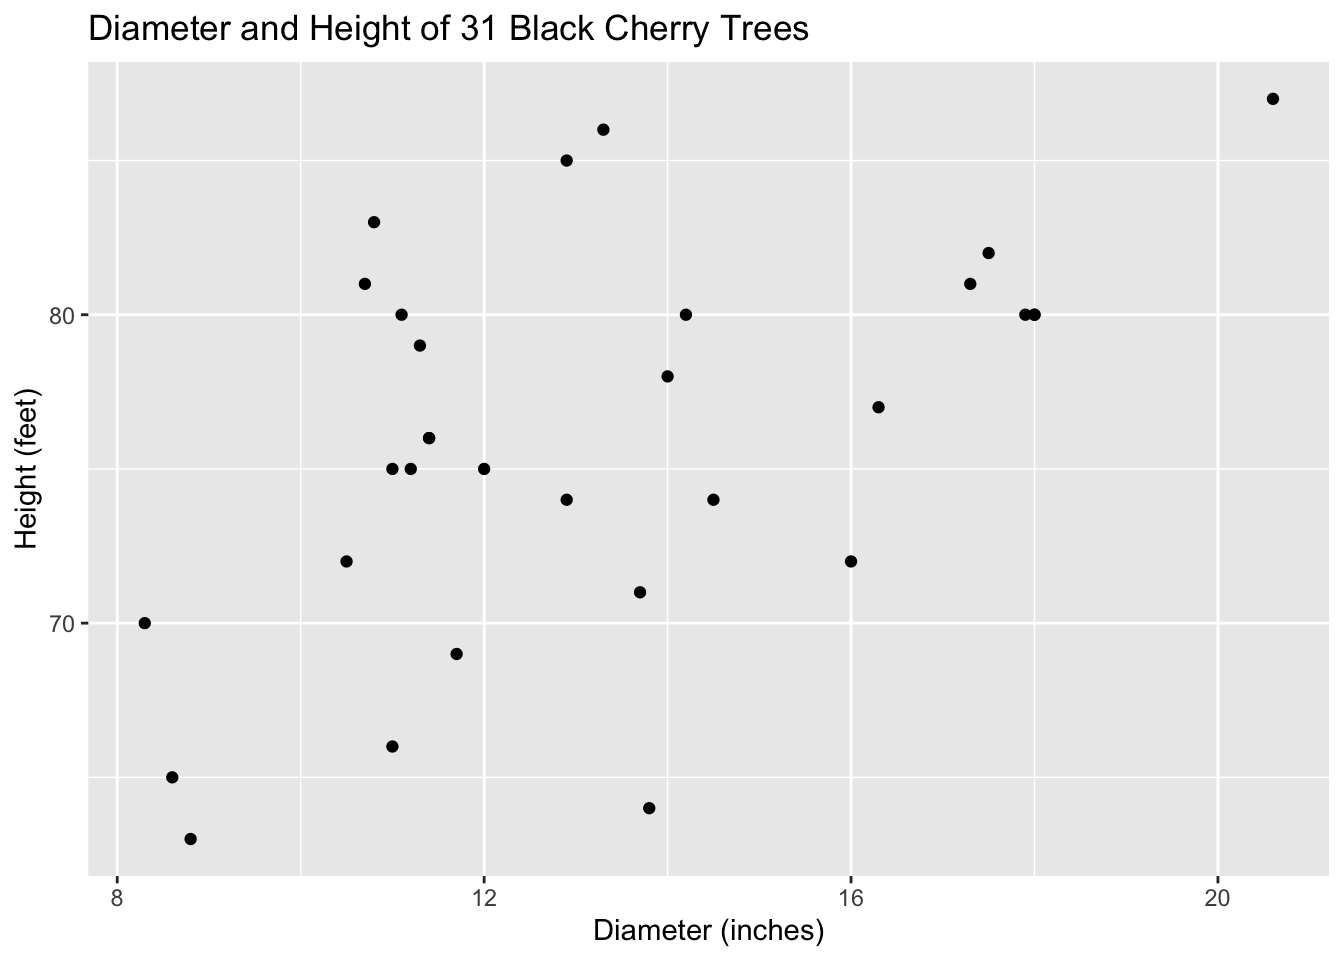 Diameter and Height of 31 Black Cherry Trees
80
70
Height (feet)
8
12
16
20
Diameter (inches)